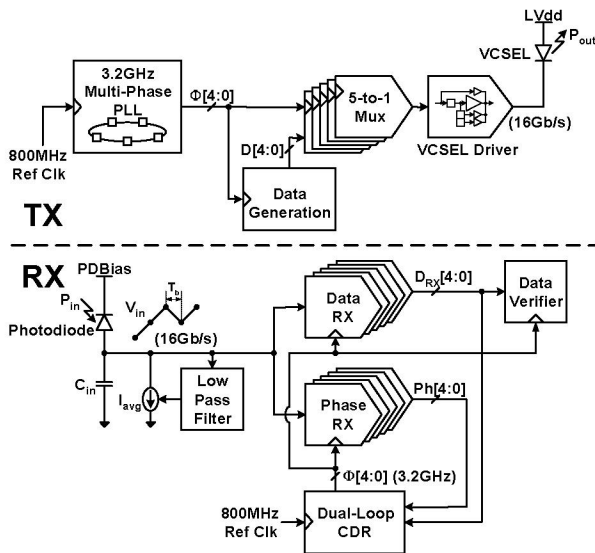 LVdd
VCSEL
Pout
3.2GHz
Multi-Phase
PLL
Φ[4:0]
5-to-1
Mux
(16Gb/s)
VCSEL Driver
800MHz
Ref Clk
D[4:0]
Data
Generation
TX
RX
PDBias
Pin
Photodiode
Vin
Tb
(16Gb/s)
Data
RX
DRX[4:0]
Data
Verifier
Cin
Iavg
Low
Pass
Filter
Phase
RX
Ph[4:0]
Φ[4:0] (3.2GHz)
800MHz
Ref Clk
Dual-Loop
CDR